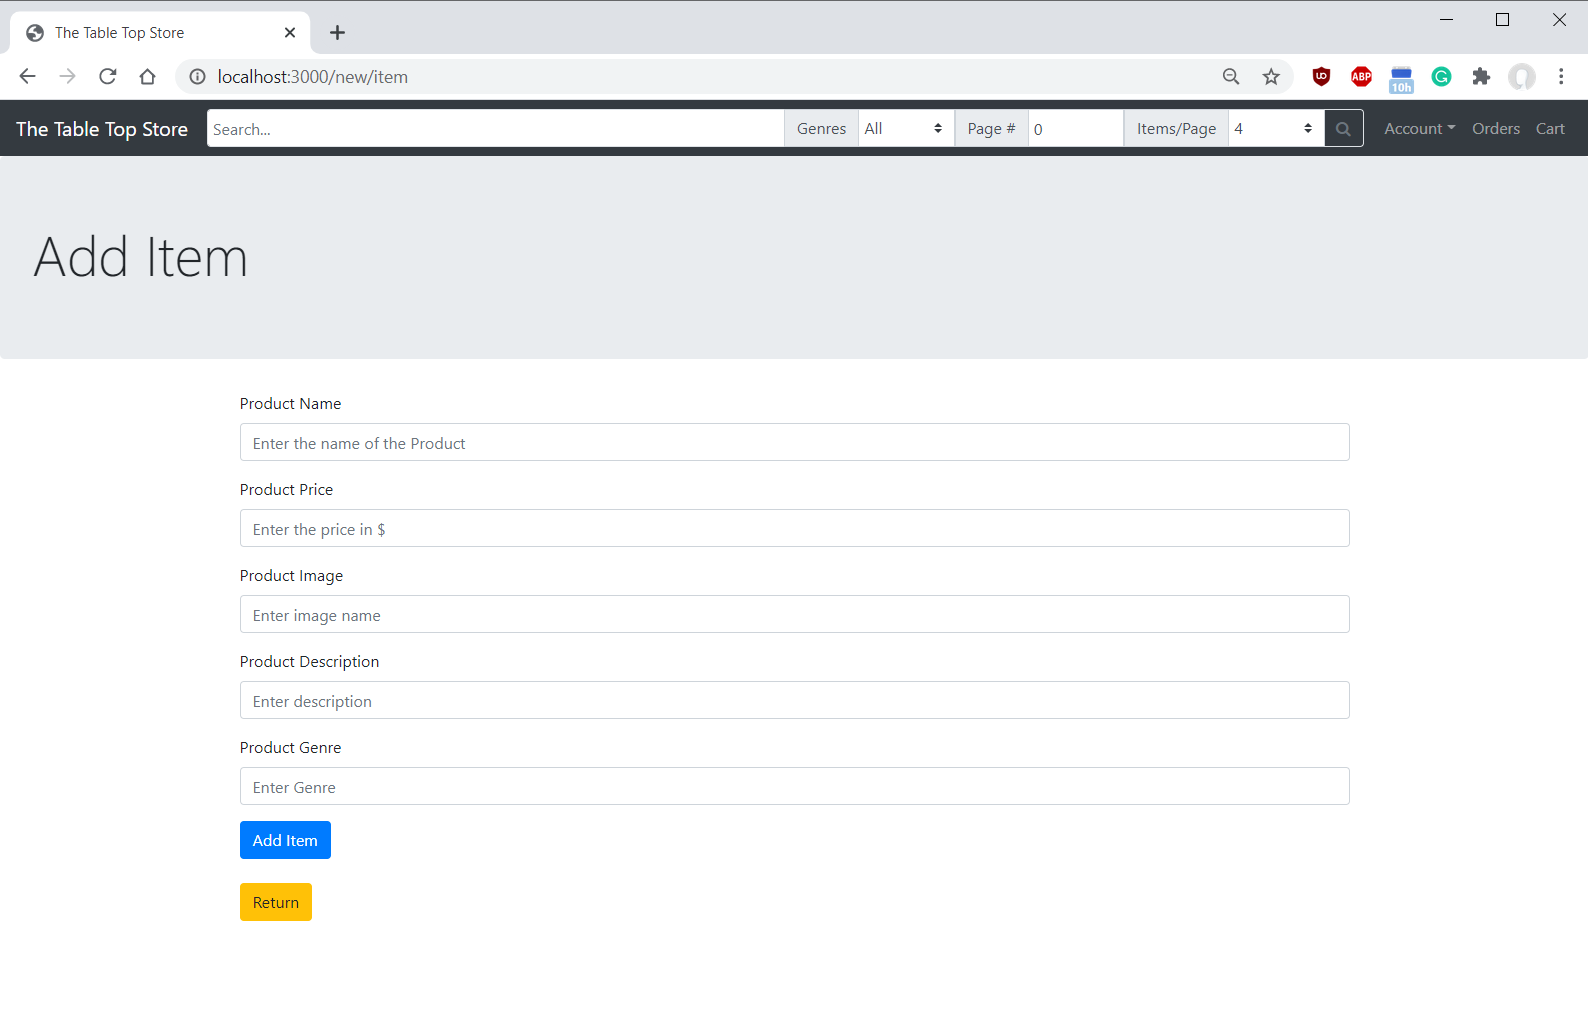 The Table Top Store
localhost:3000/new/item
UO
ABP
10h
G
The Table Top Store Search... Genres All Page # 0 Items/Page 4 Account Orders Cart
Add Item
Product Name
Enter the name of the Product
Product Price
Enter the price in $
Product Image
Enter image name
Product Description
Enter description
Product Genre
Enter Genre
Add Item
Return